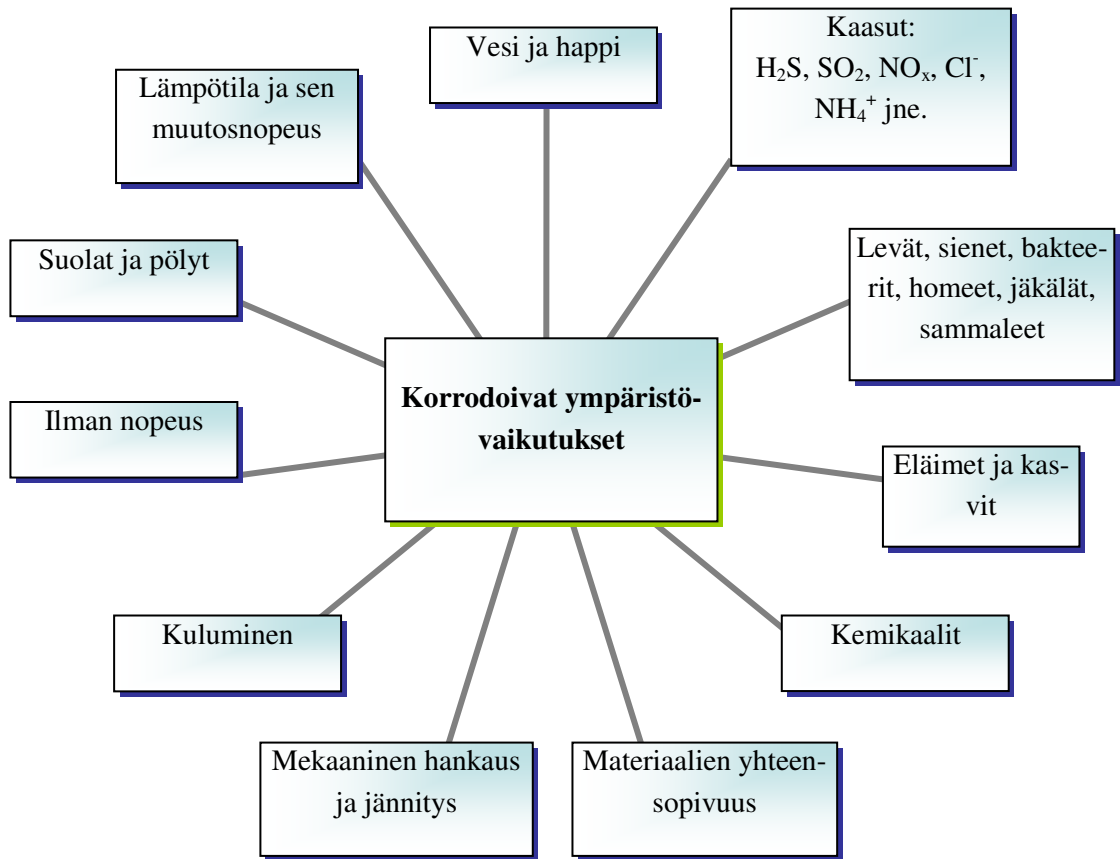 Vesi ja happi
Kaasut:
H₂S, SO₂, NOₓ, Cl⁻,
NH₄⁺ jne.
Lämpötila ja sen
muutosnopeus
Suolat ja pölyt
Levät, sienet, baktee-
rit, homeet, jäkälät,
sammaleet
Korrodoivat ympäristö-
vaikutukset
Ilman nopeus
Eläimet ja kas-
vit
Kuluminen
Kemikaalit
Mekaaninen hankaus
ja jännitys
Materiaalien yhteen-
sopivuus